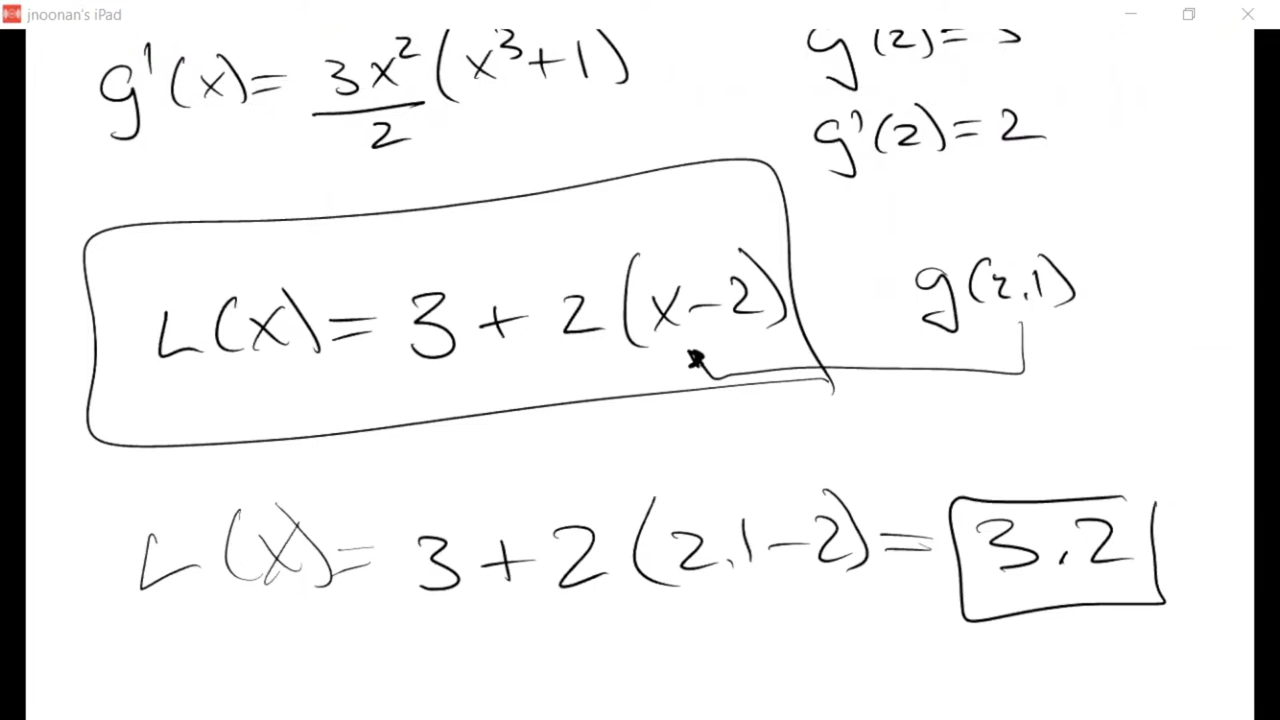 jnoonan's iPad
g'(x)= 3x²/2 (x³+1)
g(2)= 3
g'(2)=2
L(x)= 3+2(x-2)
g(2.1)
L(x)= 3+2(2.1-2)= 3.2